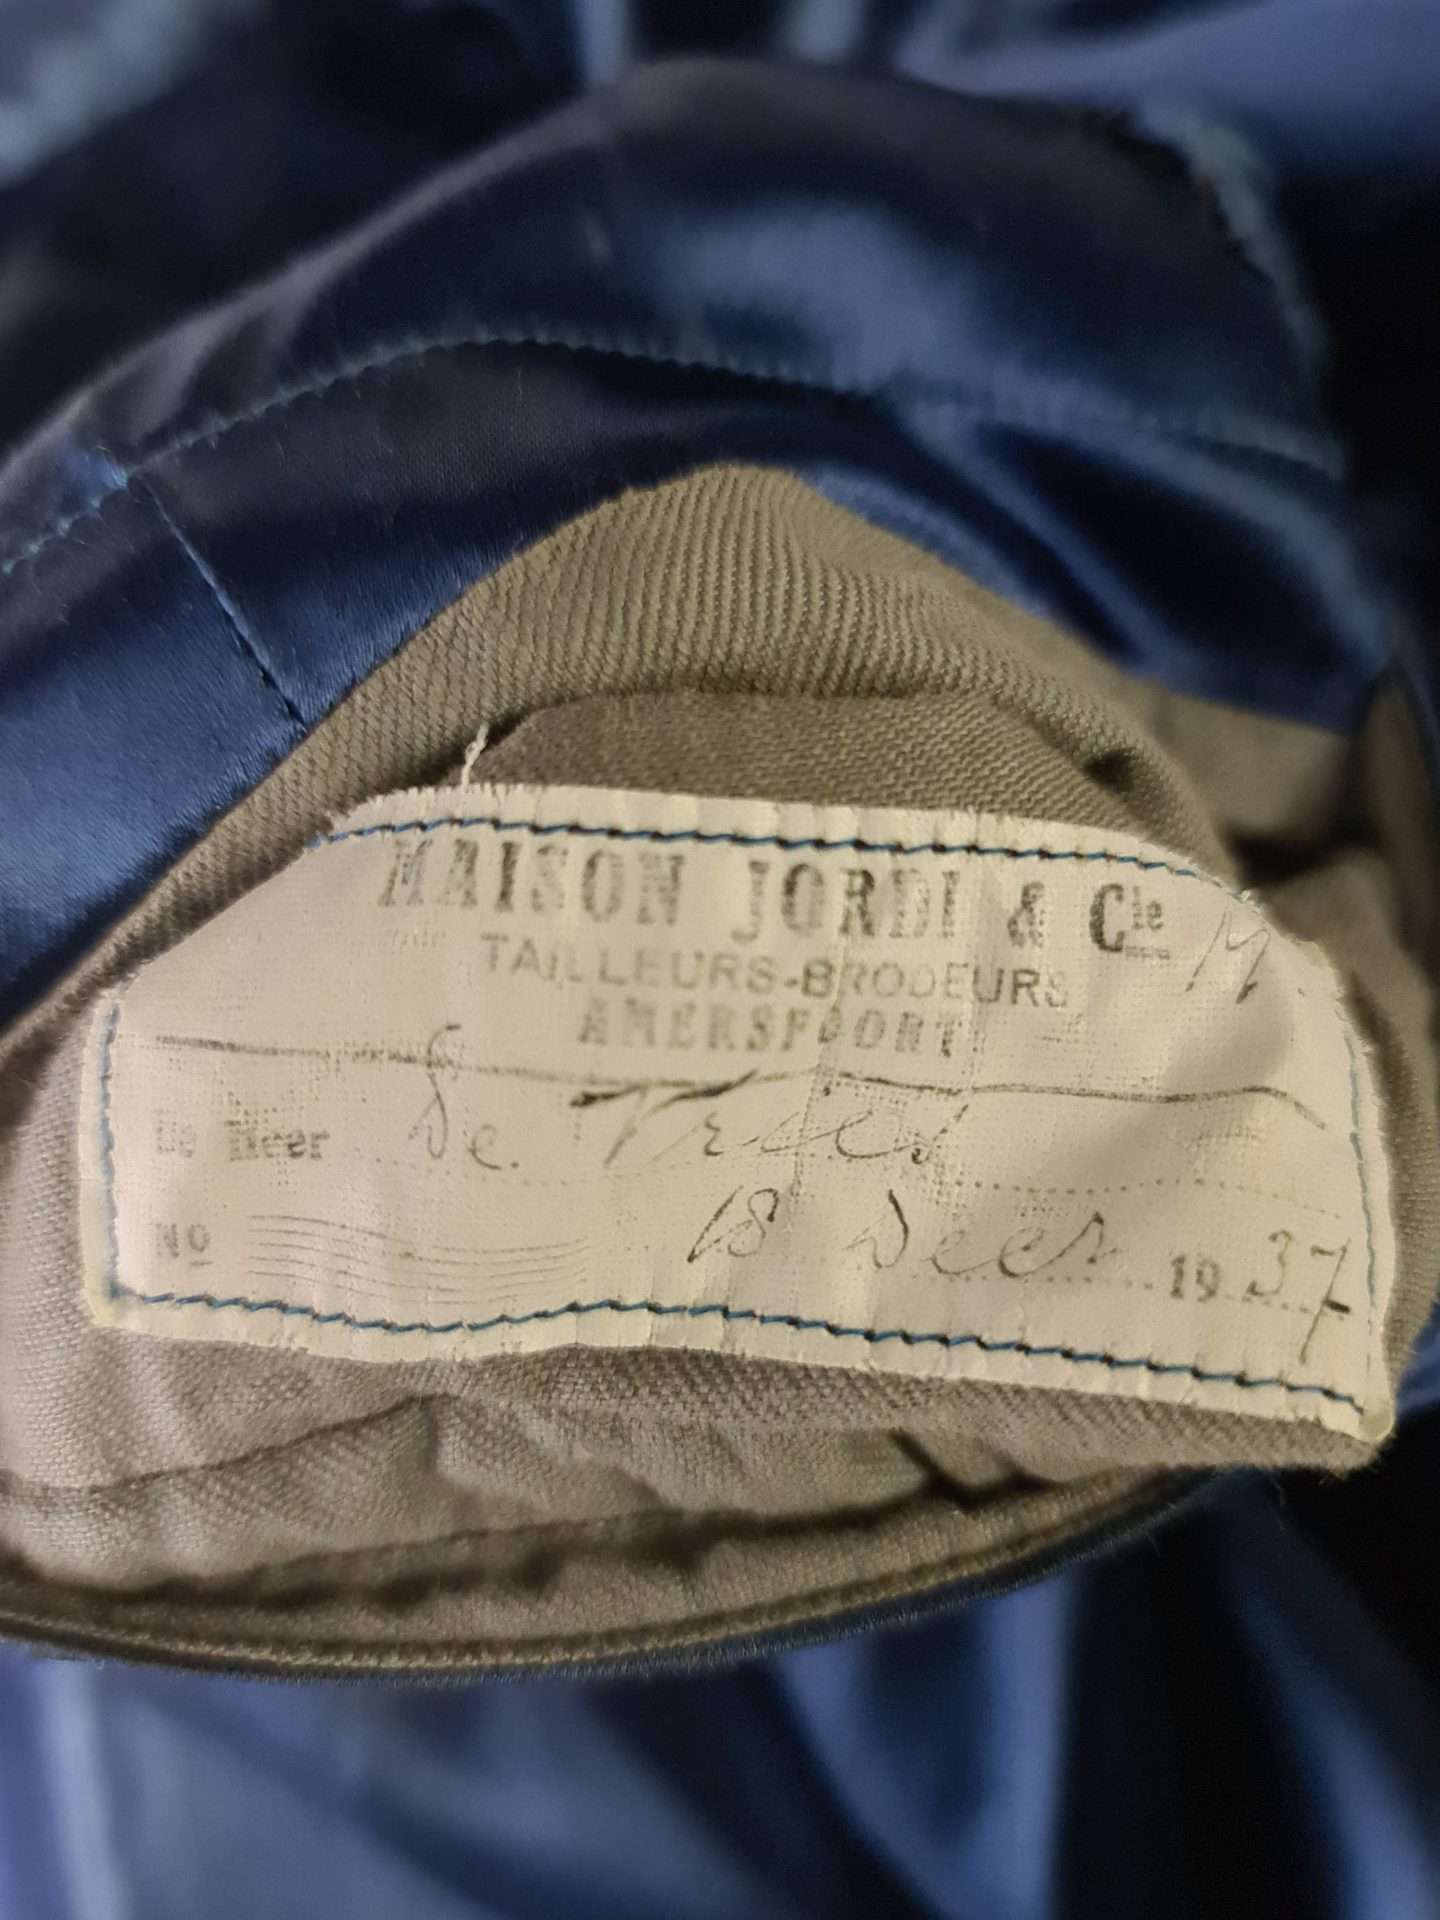 MAISON JORDI & Cie M.
TAILLEURS-BRODEURS
AMERSFOORT
De Heer de Vries
No 18 Decr 1937